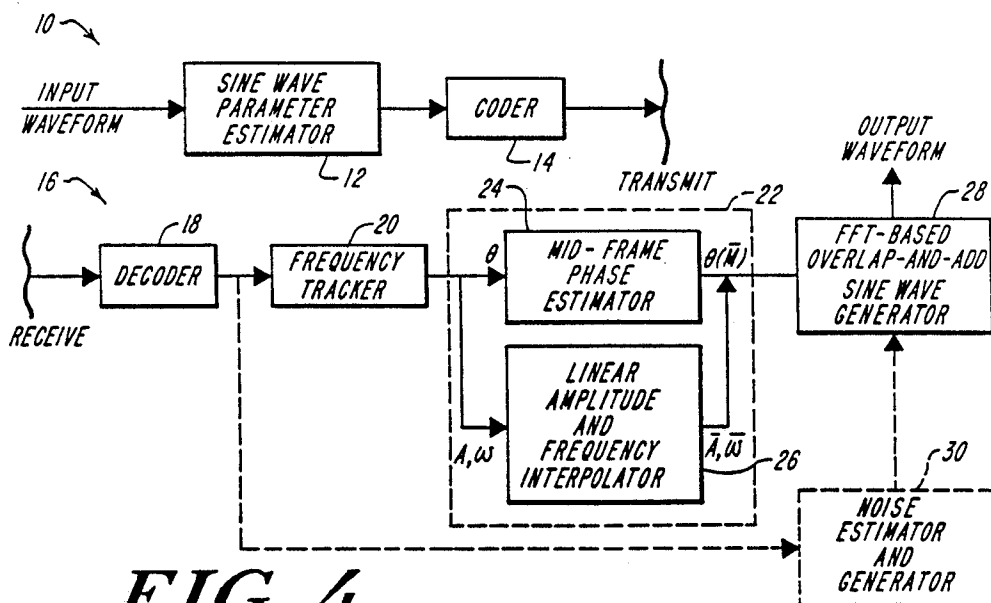 10
INPUT
WAVEFORM
SINE WAVE
PARAMETER
ESTIMATOR
12
CODER
14
TRANSMIT
OUTPUT
WAVEFORM
16
RECEIVE
DECODER
18
FREQUENCY
TRACKER
20
22
24
θ
MID-FRAME
PHASE
ESTIMATOR
θ(M̅)
A,ω
LINEAR
AMPLITUDE
AND
FREQUENCY
INTERPOLATOR
A̅,ω̅
26
28
FFT-BASED
OVERLAP-AND-ADD
SINE WAVE
GENERATOR
30
NOISE
ESTIMATOR
AND
GENERATOR
FIG. 4